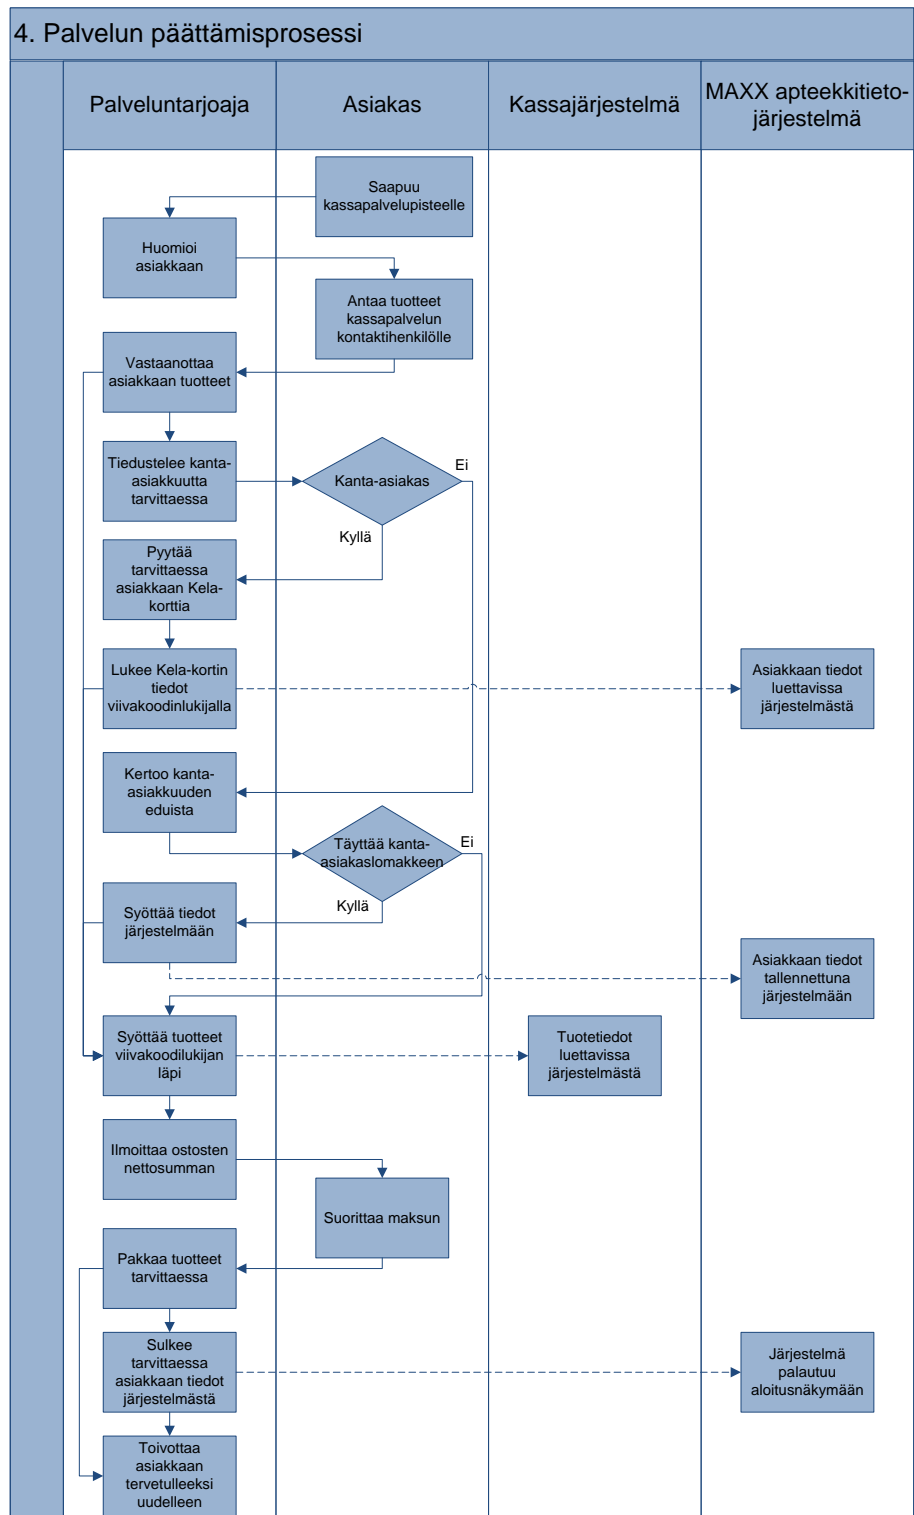 4. Palvelun päättämisprosessi
Palveluntarjoaja
Asiakas
Kassajärjestelmä
MAXX apteekkitieto-
järjestelmä
Saapuu
kassapalvelupisteelle
Huomioi
asiakkaan
Antaa tuotteet
kassapalvelun
kontaktihenkilölle
Vastaanottaa
asiakkaan tuotteet
Tiedustelee kanta-
asiakkuutta
tarvittaessa
Kanta-asiakas
Ei
Kyllä
Pyytää
tarvittaessa
asiakkaan Kela-
korttia
Lukee Kela-kortin
tiedot
viivakoodinlukijalla
Asiakkaan tiedot
luettavissa
järjestelmästä
Kertoo kanta-
asiakkuuden
eduista
Täyttää kanta-
asiakaslomakkeen
Ei
Kyllä
Syöttää tiedot
järjestelmään
Asiakkaan tiedot
tallennettuna
järjestelmään
Syöttää tuotteet
viivakoodilukijan
läpi
Tuotetiedot
luettavissa
järjestelmästä
Ilmoittaa ostosten
nettosumman
Suorittaa maksun
Pakkaa tuotteet
tarvittaessa
Sulkee
tarvittaessa
asiakkaan tiedot
järjestelmästä
Järjestelmä
palautuu
aloitusnäkymään
Toivottaa
asiakkaan
tervetulleeksi
uudelleen